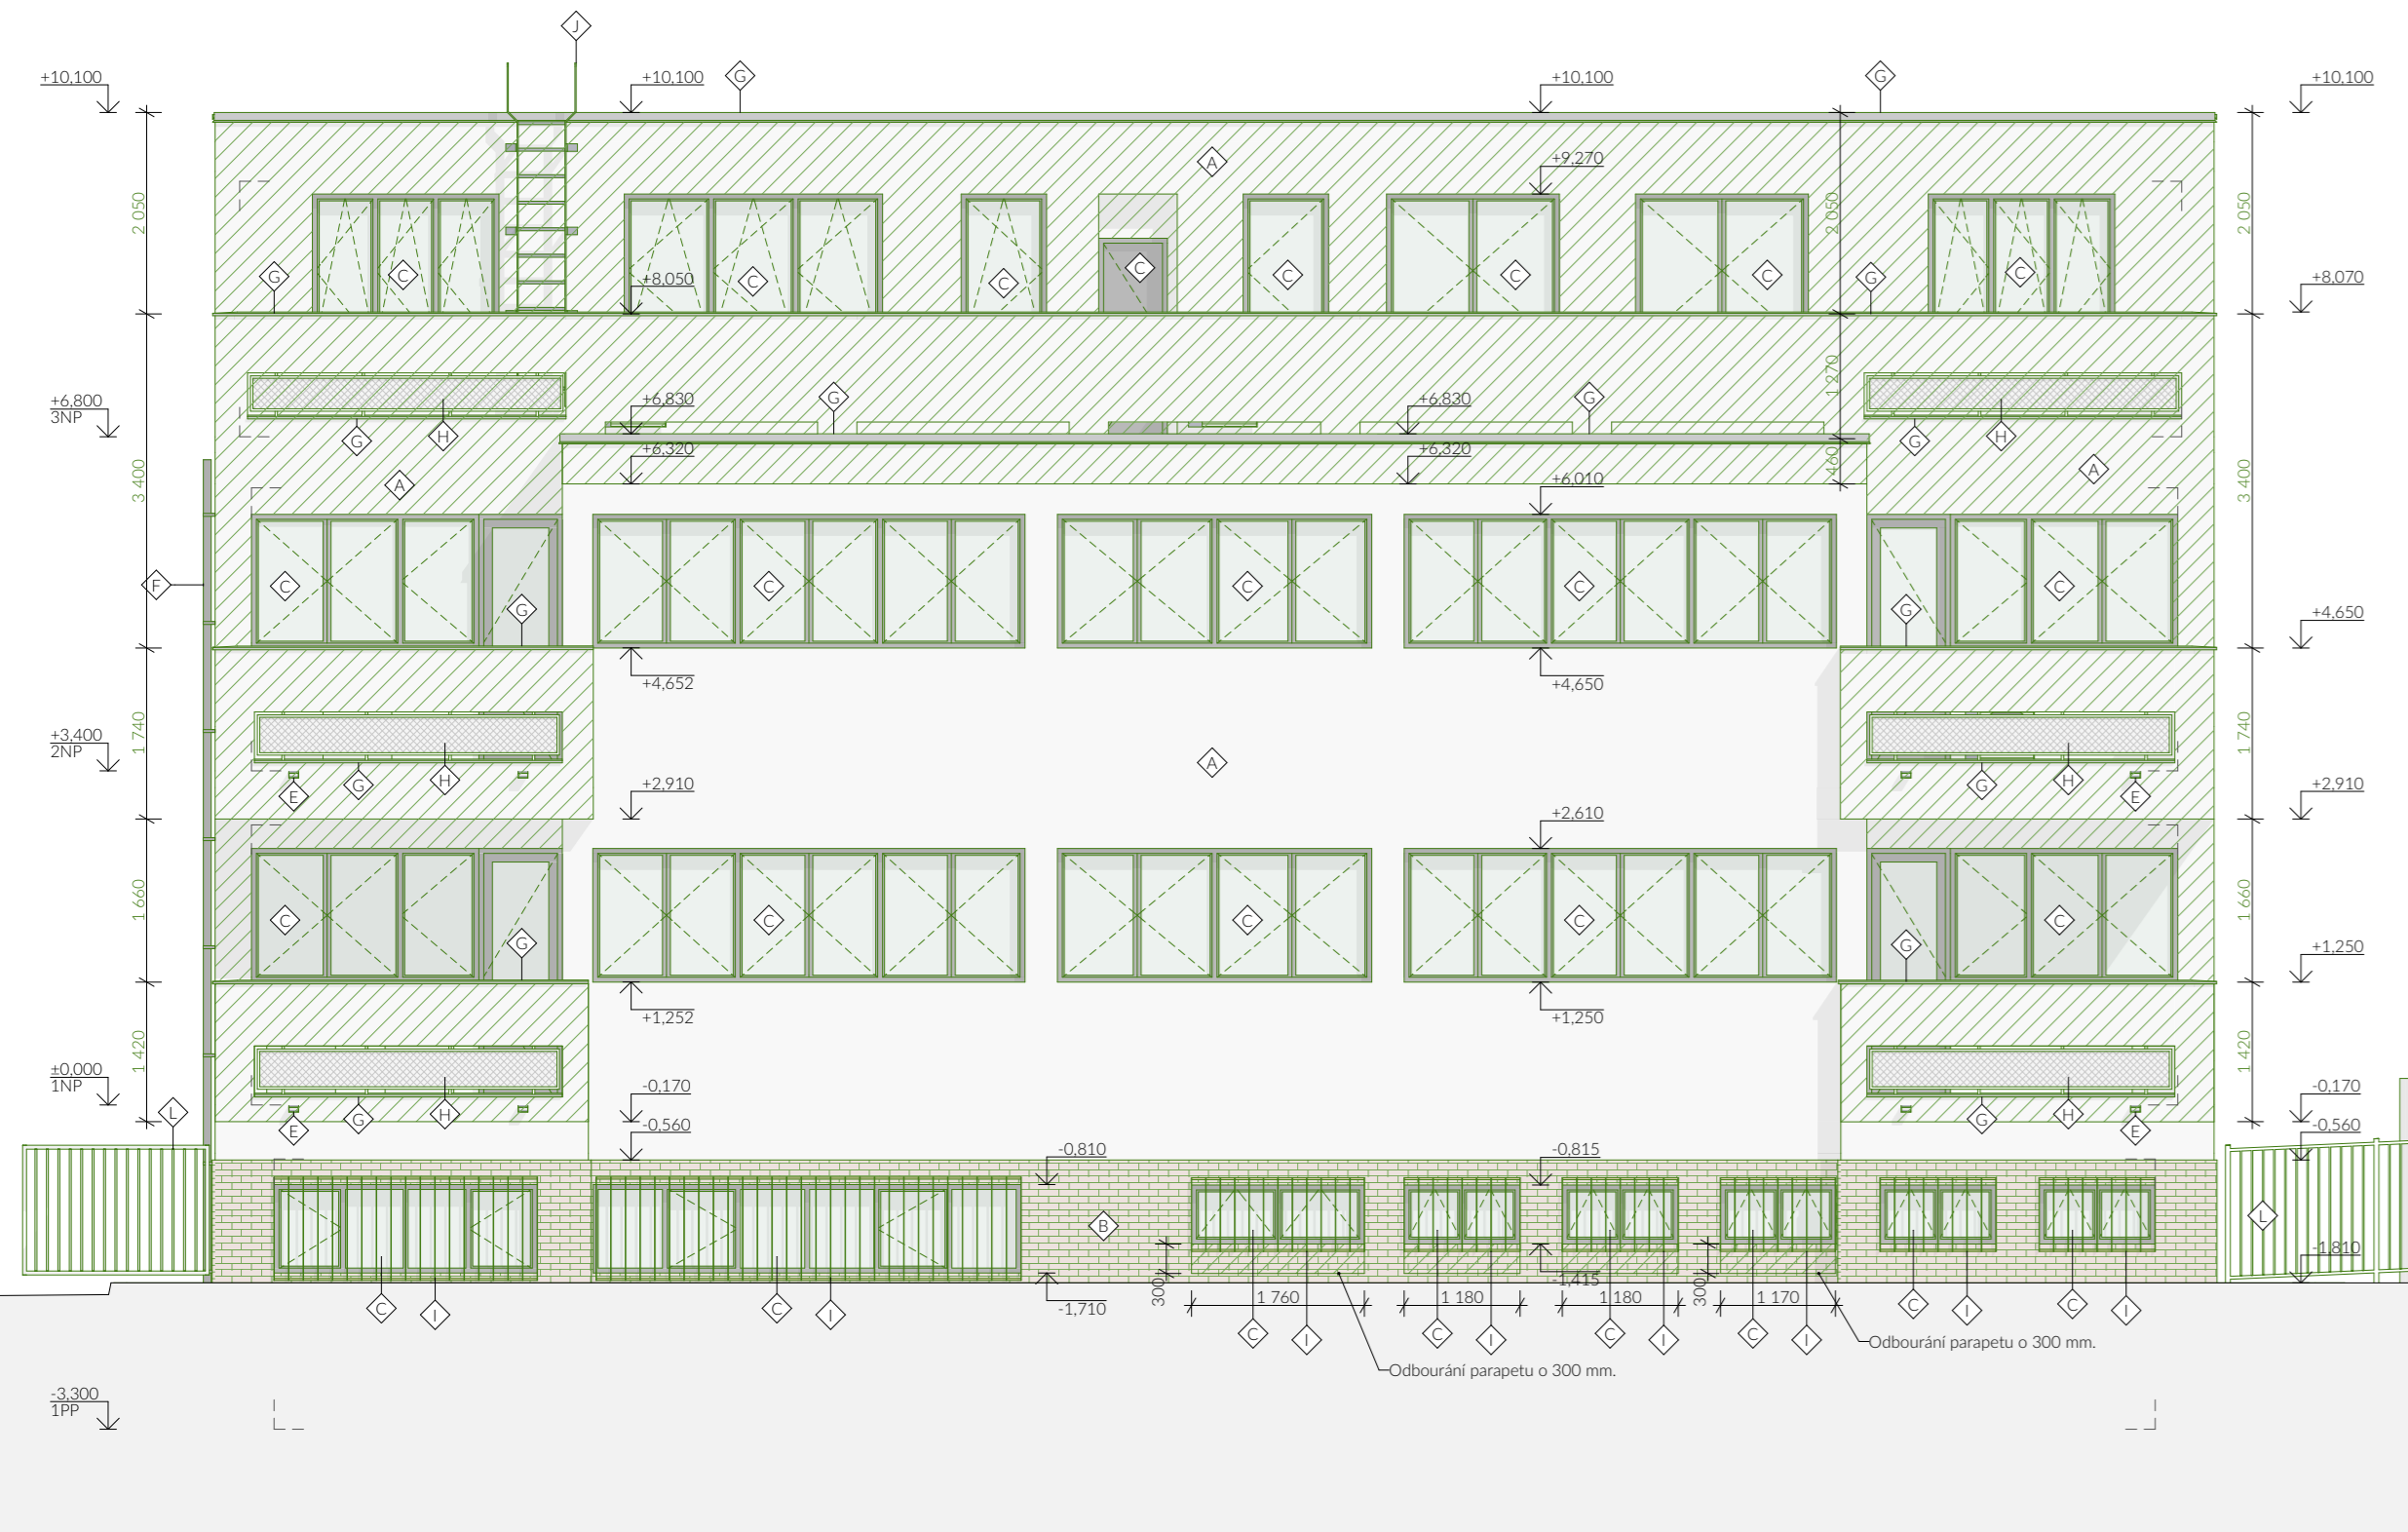 J
+10,100
+10,100
G
+10,100
G
+10,100
A
+9,270
2 050
2 050
2 050
G
C
+8,050
C
C
C
C
C
C
G
C
+8,070
1 270
+6,800
3NP
+6,830
G
+6,830
G
G
H
G
H
+6,320
+6,320
460
A
A
3 400
3 400
+6,010
F
C
G
C
C
C
G
C
+4,650
+4,652
+4,650
+3,400
2NP
1 740
1 740
A
E
G
H
+2,910
G
H
E
+2,910
+2,610
1 660
1 660
C
G
C
C
C
G
C
+1,250
+1,252
+1,250
1 420
1 420
±0,000
1NP
L
E
G
H
-0,170
G
H
E
-0,170
-0,560
-0,560
-0,810
-0,815
B
L
-1,810
300
-1,415
300
-1,710
1 760
1 180
1 180
1 170
C
I
C
I
C
I
C
I
C
I
C
I
C
I
C
I
Odbourání parapetu o 300 mm.
Odbourání parapetu o 300 mm.
-3,300
1PP